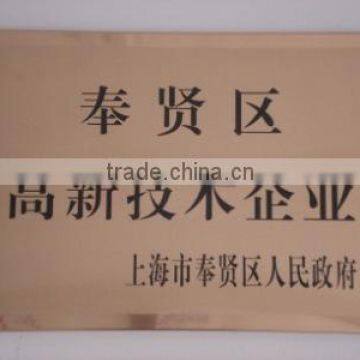 奉贤区
trade.china.cn
高新技术企业
上海市奉贤区人民政府